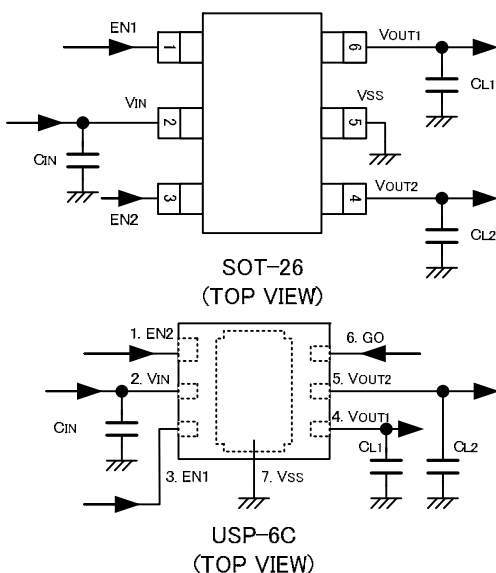 EN1
1
6
VOUT1
CL1
VIN
2
VSS
5
CIN
3
EN2
4
VOUT2
CL2
SOT-26
(TOP VIEW)
1. EN2
6. GO
2. VIN
5. VOUT2
4. VOUT1
CIN
CL1
CL2
3. EN1
7. VSS
USP-6C
(TOP VIEW)